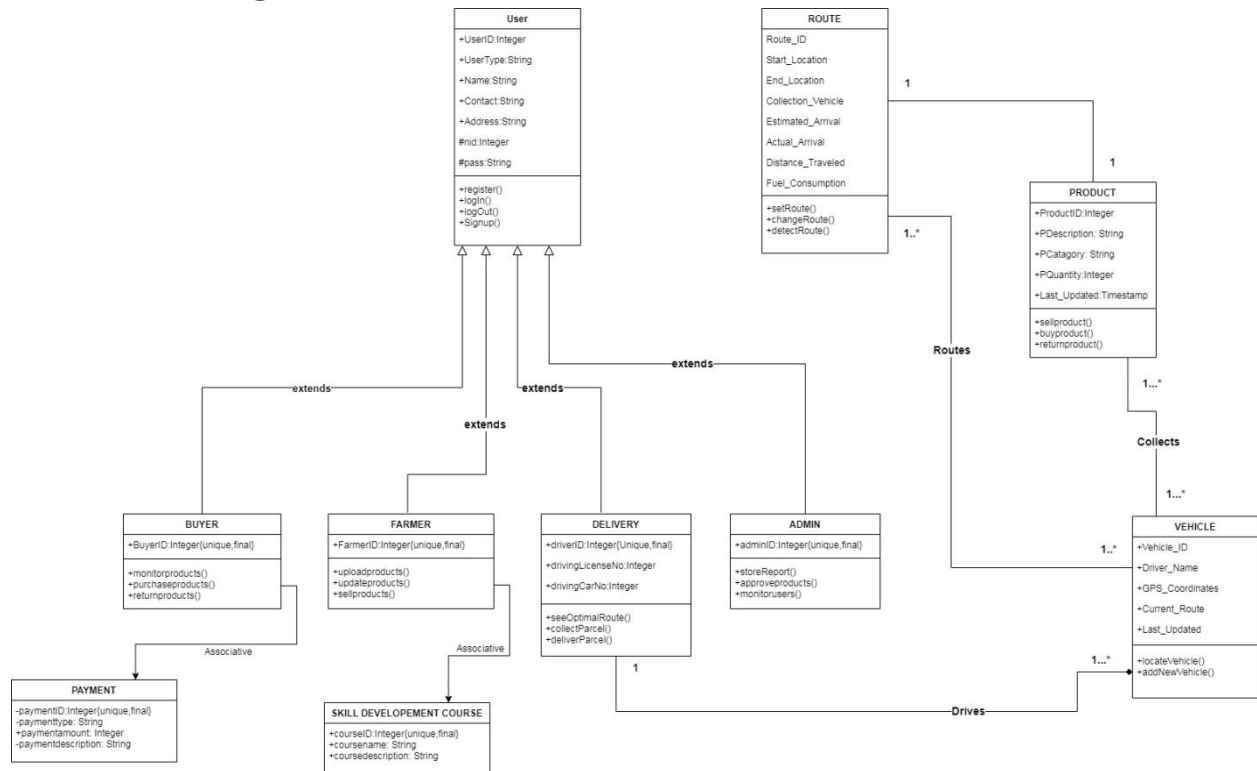 User
+UserID:Integer
+UserType:String
+Name:String
+Contact:String
+Address:String
#nid:Integer
#pass:String
+register()
+logIn()
+logOut()
+Signup()
ROUTE
Route_ID
Start_Location
End_Location
Collection_Vehicle
Estimated_Arrival
Actual_Arrival
Distance_Traveled
Fuel_Consumption
+setRoute()
+changeRoute()
+detectRoute()
1
1
PRODUCT
+ProductID:Integer
+PDescription: String
+PCatagory: String
+PQuantity:Integer
+Last_Updated:Timestamp
+sellproduct()
+buyproduct()
+returnproduct()
1..*
Routes
1..*
1...*
Collects
1...*
extends
extends
extends
extends
BUYER
+BuyerID:Integer{unique,final}
+monitorproducts()
+purchaseproducts()
+returnproducts()
FARMER
+FarmerID:Integer{unique,final}
+uploadproducts()
+updateproducts()
+sellproducts()
DELIVERY
+driverID:Integer{Unique,final}
+drivingLicenseNo:Integer
+drivingCarNo:Integer
+seeOptimalRoute()
+collectParcel()
+deliverParcel()
ADMIN
+adminID:Integer{unique,final}
+storeReport()
+approveproducts()
+monitorusers()
VEHICLE
+Vehicle_ID
+Driver_Name
+GPS_Coordinates
+Current_Route
+Last_Updated
+locateVehicle()
+addNewVehicle()
Associative
Associative
1
1...*
Drives
PAYMENT
-paymentID:Integer{unique,final}
-paymenttype: String
+paymentamount: Integer
-paymentdescription: String
SKILL DEVELOPEMENT COURSE
+courseID:Integer{unique,final}
+coursename: String
+coursedescription: String